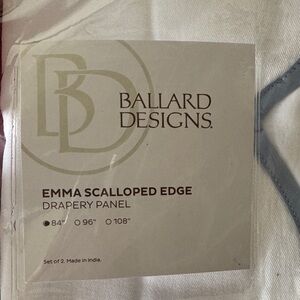 BD
BALLARD
DESIGNS.
EMMA SCALLOPED EDGE
DRAPERY PANEL
84" 96" 108"
Set of 2. Made in India.